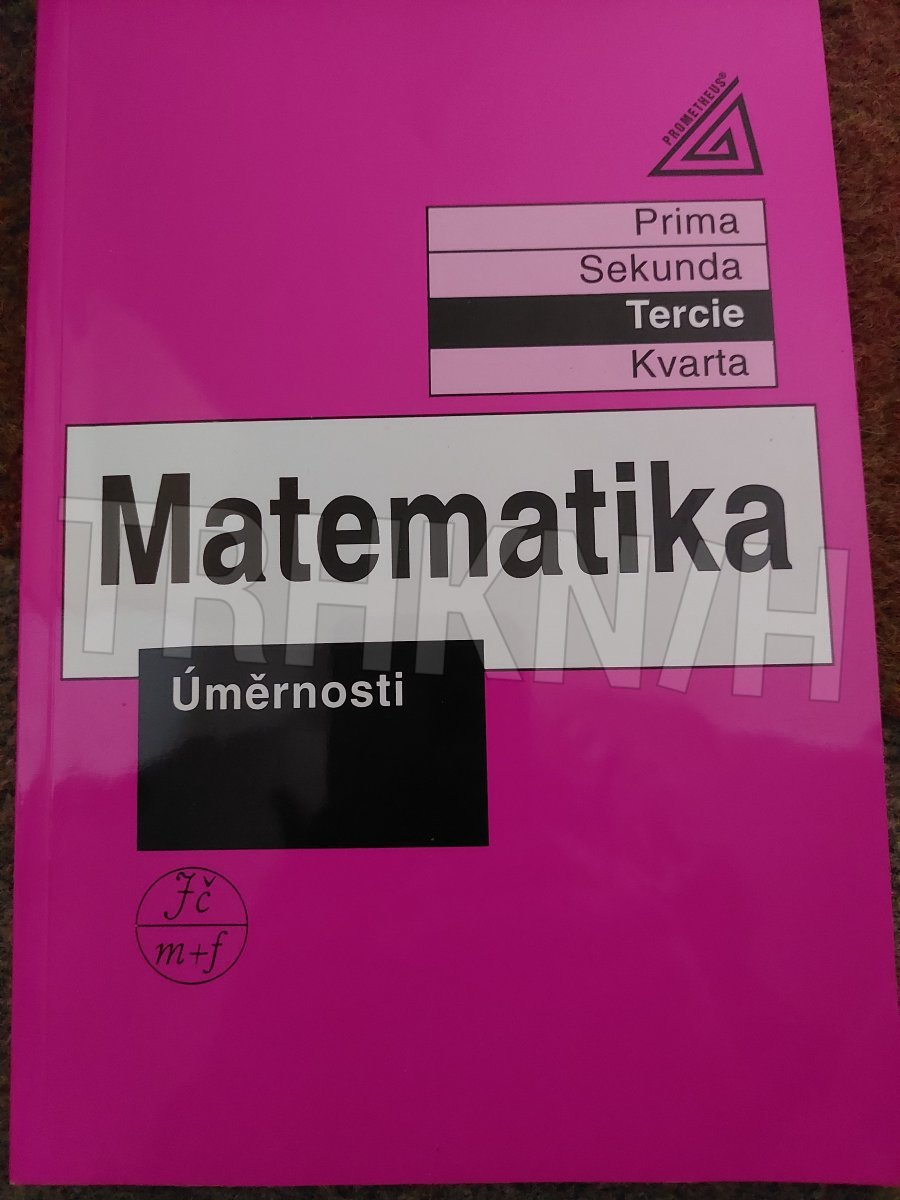 PROMETHEUS®
Prima
Sekunda
Tercie
Kvarta
Matematika
TRHKNIH
Úměrnosti
Jč
m+f